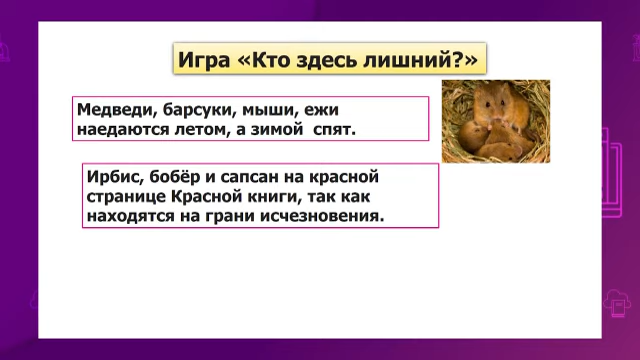 Игра «Кто здесь лишний?»
Медведи, барсуки, мыши, ежи
наедаются летом, а зимой спят.
Ирбис, бобёр и сапсан на красной
странице Красной книги, так как
находятся на грани исчезновения.